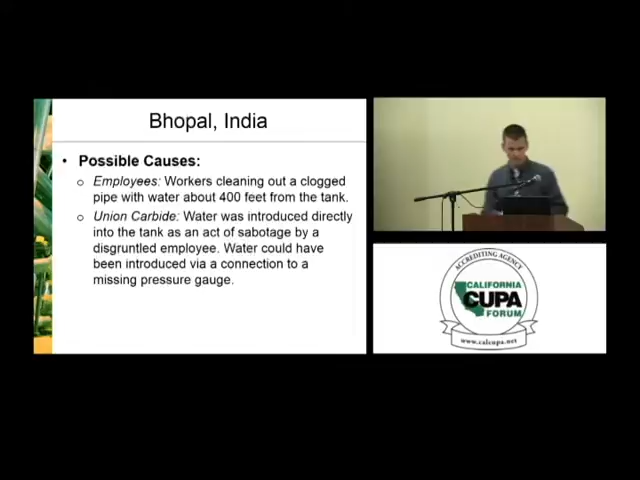 Bhopal, India
• Possible Causes:
o Employees: Workers cleaning out a clogged
pipe with water about 400 feet from the tank.
o Union Carbide: Water was introduced directly
into the tank as an act of sabotage by a
disgruntled employee. Water could have
been introduced via a connection to a
missing pressure gauge.
ACCREDITING AGENCY
CALIFORNIA
CUPA
FORUM
www.calcupa.net